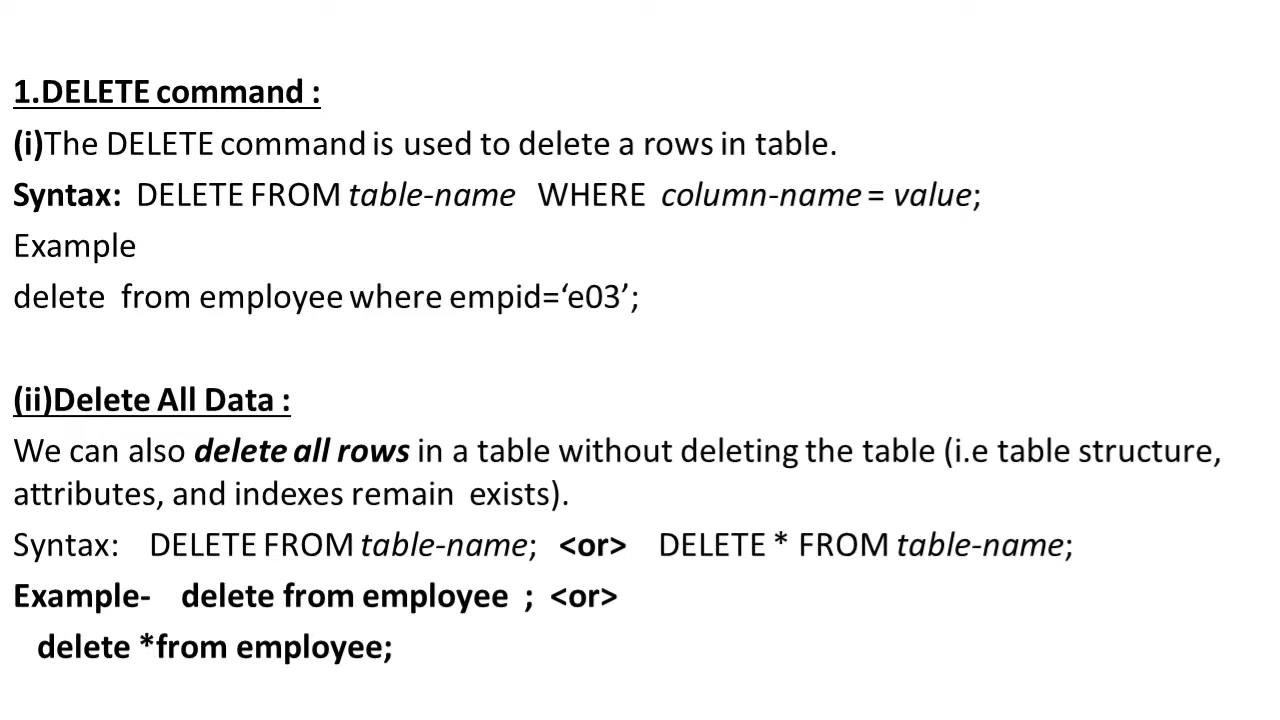 1.DELETE command :
(i)The DELETE command is used to delete a rows in table.
Syntax: DELETE FROM table-name WHERE column-name = value;
Example
delete from employee where empid=‘e03’;
(ii)Delete All Data :
We can also delete all rows in a table without deleting the table (i.e table structure,
attributes, and indexes remain exists).
Syntax: DELETE FROM table-name; <or> DELETE * FROM table-name;
Example- delete from employee ; <or>
delete *from employee;